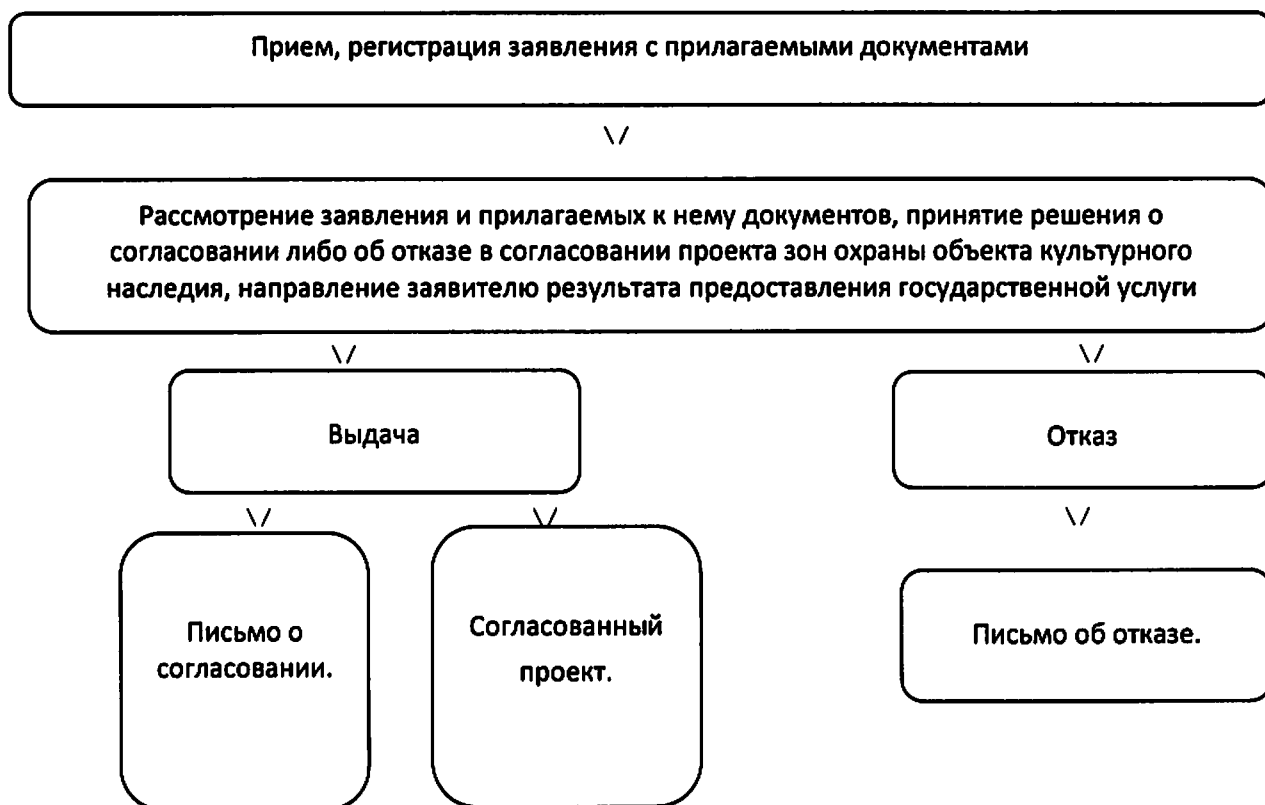 Прием, регистрация заявления с прилагаемыми документами
\/
Рассмотрение заявления и прилагаемых к нему документов, принятие решения о
согласовании либо об отказе в согласовании проекта зон охраны объекта культурного
наследия, направление заявителю результата предоставления государственной услуги
\/ \/
Выдача
Отказ
\/ \/ \/
Письмо о
согласовании.
Согласованный
проект.
Письмо об отказе.